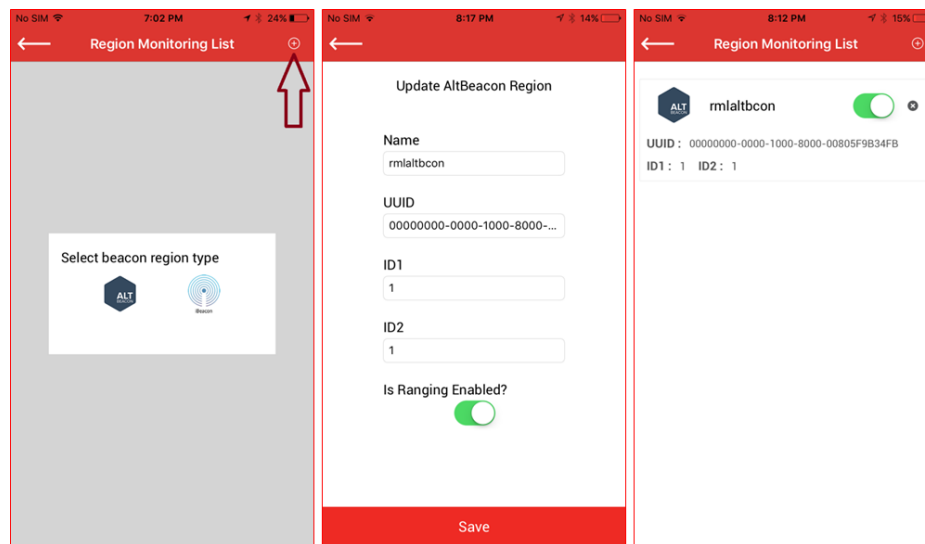 No SIM 7:02 PM 24%
Region Monitoring List
Select beacon region type
ALT
BEACON
iBeacon
No SIM 8:17 PM 14%
Update AltBeacon Region
Name
rmlaltbcon
UUID
00000000-0000-1000-8000-...
ID1
1
ID2
1
Is Ranging Enabled?
Save
No SIM 8:12 PM 15%
Region Monitoring List
ALT
BEACON
rmlaltbcon
UUID : 00000000-0000-1000-8000-00805F9B34FB
ID1 : 1 ID2 : 1